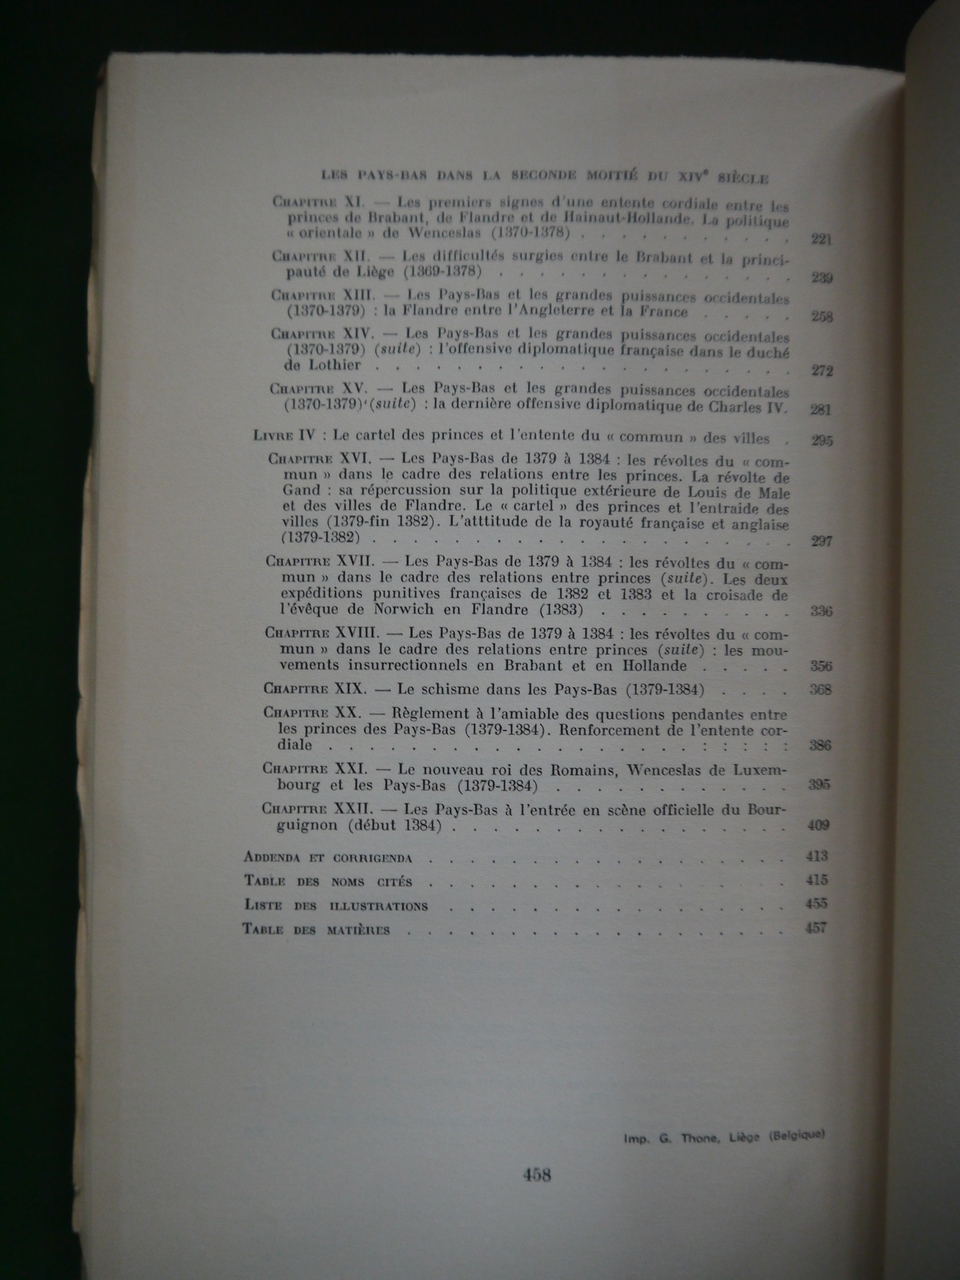 LES PAYS-BAS DANS LA SECONDE MOITIÉ DU XIVe SIÈCLE
CHAPITRE XI. — Les premiers signes d'une entente cordiale entre les
princes de Brabant, de Flandre et de Hainaut-Hollande. La politique
« orientale » de Wenceslas (1370-1378) . . . . . . . . . . . 221
CHAPITRE XII. — Les difficultés surgies entre le Brabant et la princi-
pauté de Liège (1369-1378) . . . . . . . . . . . . . . . 239
CHAPITRE XIII. — Les Pays-Bas et les grandes puissances occidentales
(1370-1379) : la Flandre entre l'Angleterre et la France . . . . . 258
CHAPITRE XIV. — Les Pays-Bas et les grandes puissances occidentales
(1370-1379) (suite) : l'offensive diplomatique française dans le duché
de Lothier . . . . . . . . . . . . . . . . . . . . 272
CHAPITRE XV. — Les Pays-Bas et les grandes puissances occidentales
(1370-1379) (suite) : la dernière offensive diplomatique de Charles IV. 281
LIVRE IV : Le cartel des princes et l'entente du « commun » des villes . 295
CHAPITRE XVI. — Les Pays-Bas de 1379 à 1384 : les révoltes du « com-
mun » dans le cadre des relations entre les princes. La révolte de
Gand : sa répercussion sur la politique extérieure de Louis de Male
et des villes de Flandre. Le « cartel » des princes et l'entraide des
villes (1379-fin 1382). L'atttitude de la royauté française et anglaise
(1379-1382) . . . . . . . . . . . . . . . . . . . . 297
CHAPITRE XVII. — Les Pays-Bas de 1379 à 1384 : les révoltes du « com-
mun » dans le cadre des relations entre princes (suite). Les deux
expéditions punitives françaises de 1382 et 1383 et la croisade de
l'évêque de Norwich en Flandre (1383) . . . . . . . . . . 336
CHAPITRE XVIII. — Les Pays-Bas de 1379 à 1384 : les révoltes du « com-
mun » dans le cadre des relations entre princes (suite) : les mou-
vements insurrectionnels en Brabant et en Hollande . . . . . 356
CHAPITRE XIX. — Le schisme dans les Pays-Bas (1379-1384) . . . . 368
CHAPITRE XX. — Règlement à l'amiable des questions pendantes entre
les princes des Pays-Bas (1379-1384). Renforcement de l'entente cor-
diale . . . . . . . . . . . . . . . . . . : : : : : 386
CHAPITRE XXI. — Le nouveau roi des Romains, Wenceslas de Luxem-
bourg et les Pays-Bas (1379-1384) . . . . . . . . . . . . 395
CHAPITRE XXII. — Les Pays-Bas à l'entrée en scène officielle du Bour-
guignon (début 1384) . . . . . . . . . . . . . . . . 409
ADDENDA ET CORRIGENDA . . . . . . . . . . . . . . . . . 413
TABLE DES NOMS CITÉS . . . . . . . . . . . . . . . . . 415
LISTE DES ILLUSTRATIONS . . . . . . . . . . . . . . . . 455
TABLE DES MATIÈRES . . . . . . . . . . . . . . . . . . 457
Imp. G. Thone, Liège (Belgique)
458